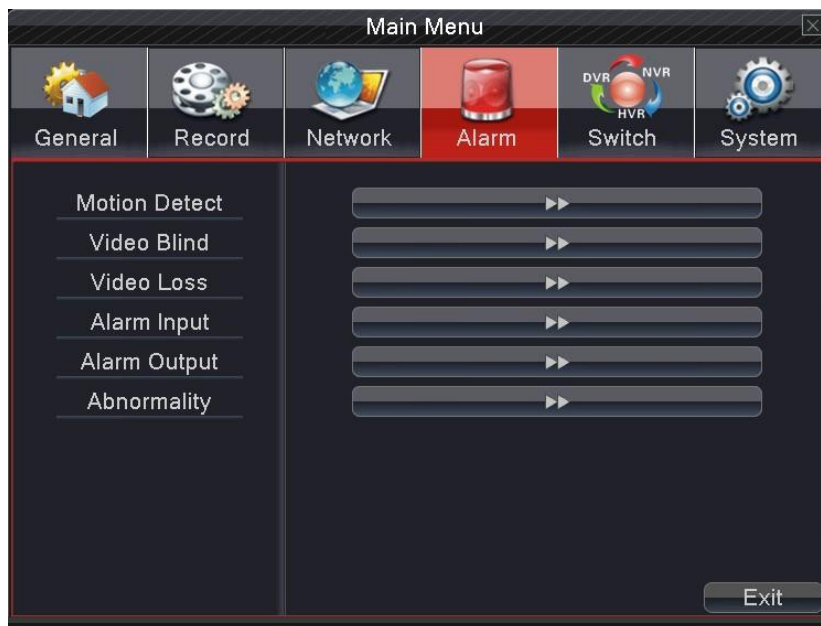 Main Menu
DVR NVR
HVR
General Record Network Alarm Switch System
Motion Detect
Video Blind
Video Loss
Alarm Input
Alarm Output
Abnormality
Exit